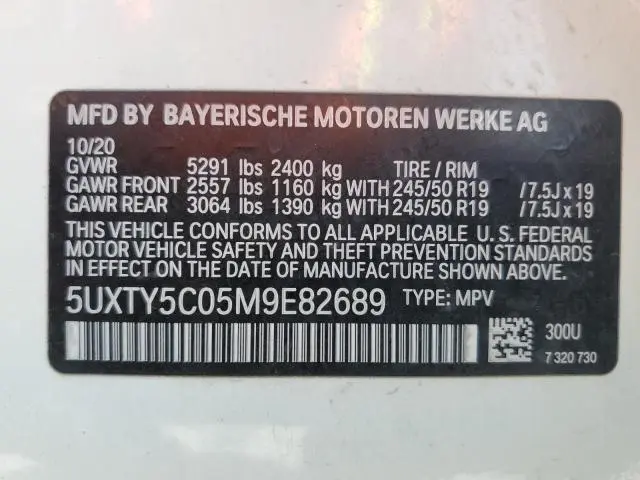 MFD BY BAYERISCHE MOTOREN WERKE AG
10/20
GVWR 5291 lbs 2400 kg TIRE / RIM
GAWR FRONT 2557 lbs 1160 kg WITH 245/50 R19 /7.5J x 19
GAWR REAR 3064 lbs 1390 kg WITH 245/50 R19 /7.5J x 19
THIS VEHICLE CONFORMS TO ALL APPLICABLE U. S. FEDERAL
MOTOR VEHICLE SAFETY AND THEFT PREVENTION STANDARDS
IN EFFECT ON THE DATE OF MANUFACTURE SHOWN ABOVE.
5UXTY5C05M9E82689 TYPE: MPV
300U
7 320 730